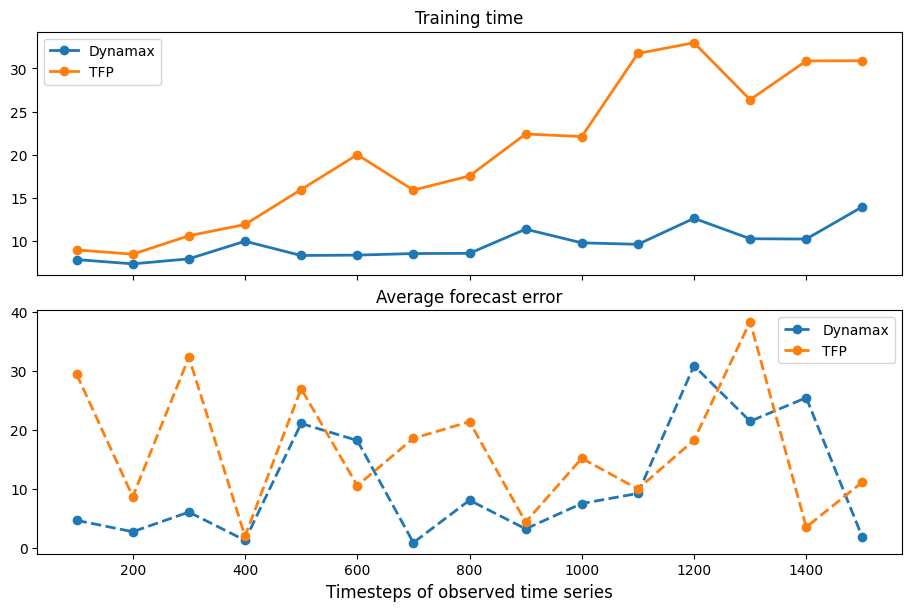 Training time
Dynamax
TFP
30
25
20
15
10
Average forecast error
Dynamax
TFP
40
30
20
10
0
200 400 600 800 1000 1200 1400
Timesteps of observed time series